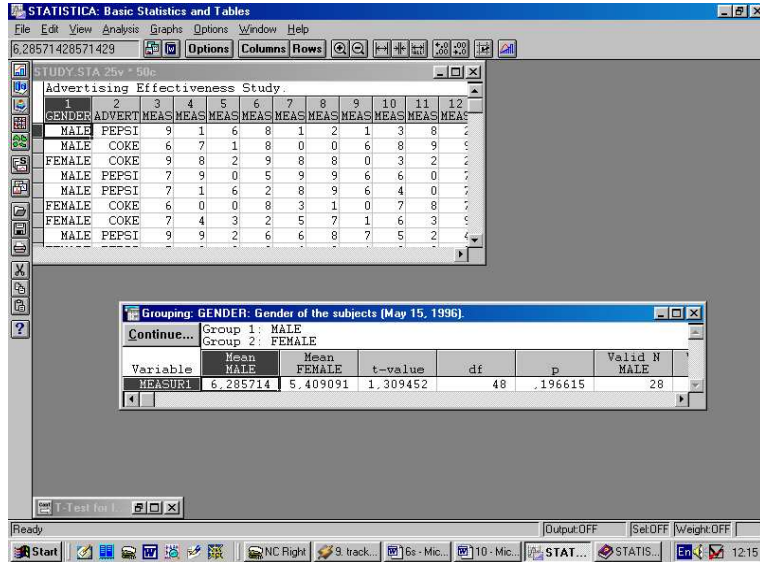 STATISTICA: Basic Statistics and Tables
File Edit View Analysis Graphs Options Window Help
6,28571428571429 Options Columns Rows
STUDY.STA 25v * 50c
Advertising Effectiveness Study.
1 2 3 4 5 6 7 8 9 10 11 12
GENDER ADVERT MEAS MEAS MEAS MEAS MEAS MEAS MEAS MEAS MEAS MEAS
MALE PEPSI 9 1 6 8 1 2 1 3 8
MALE COKE 6 7 1 8 0 0 6 8 9
FEMALE COKE 9 8 2 9 8 8 0 3 2
MALE PEPSI 7 9 0 5 9 9 6 6 0
MALE PEPSI 7 1 6 2 8 9 6 4 0
FEMALE COKE 6 0 0 8 3 1 0 7 8
FEMALE COKE 7 4 3 2 5 7 1 6 3
MALE PEPSI 9 9 2 6 6 8 7 5 2
Grouping: GENDER: Gender of the subjects (May 15, 1996).
Continue... Group 1: MALE
Group 2: FEMALE
Mean Mean Valid N
Variable MALE FEMALE t-value df p MALE
MEASUR1 6,285714 5,409091 1,309452 48 ,196615 28
T-Test for I...
Ready Output:OFF Sel:OFF Weight:OFF
Start NC Right 9. track... 6s - Mic... 10 - Mic... STAT... STATIS... En 12:15